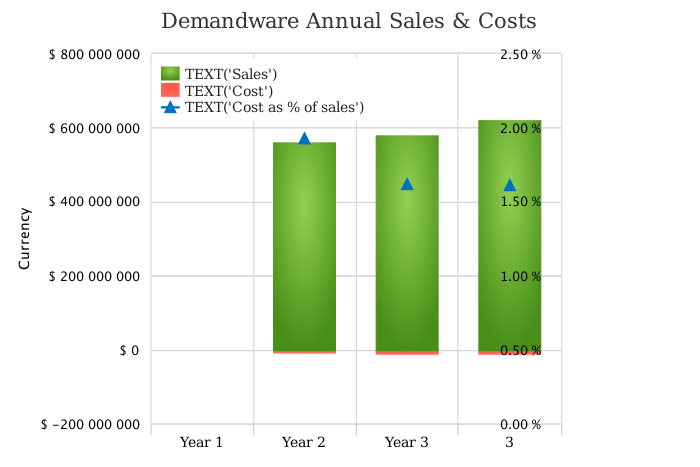 Demandware Annual Sales & Costs
$ 800 000 000
2.50 %
TEXT('Sales')
TEXT('Cost')
TEXT('Cost as % of sales')
$ 600 000 000
2.00 %
$ 400 000 000
1.50 %
Currency
$ 200 000 000
1.00 %
$ 0
0.50 %
$ −200 000 000
0.00 %
Year 1
Year 2
Year 3
3